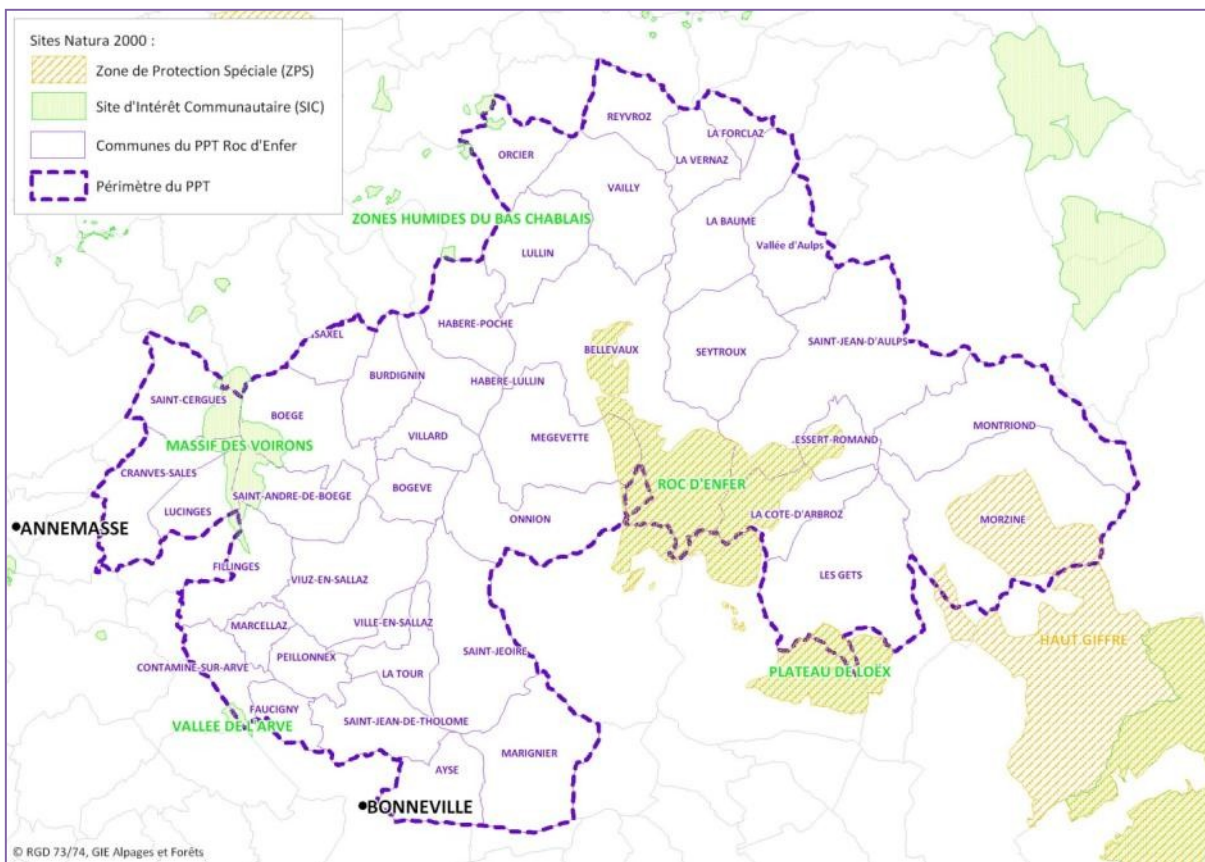 Sites Natura 2000 :
Zone de Protection Spéciale (ZPS)
Site d'Intérêt Communautaire (SIC)
Communes du PPT Roc d'Enfer
Périmètre du PPT
REYVROZ
LA FORCLAZ
ORCIER
LA VERNAZ
VAILLY
ZONES HUMIDES DU BAS CHABLAIS
LA BAUME
LULLIN
Vallée d'Aulps
HABERE-POCHE
SAXEL
SAINT-JEAN-D'AULPS
BELLEVAUX
SEYTROUX
BURDIGNIN
HABERE-LULLIN
SAINT-CERGUES
BOEGE
MONTRIOND
VILLARD
MEGEVETTE
ESSERT-ROMAND
MASSIF DES VOIRONS
CRANVES-SALES
ROC D'ENFER
BOGEVE
SAINT-ANDRE-DE-BOEGE
LUCINGES
LA COTE-D'ARBROZ
ONNION
MORZINE
ANNEMASSE
FILLINGES
LES GETS
VIUZ-EN-SALLAZ
MARCELLAZ
VILLE-EN-SALLAZ
HAUT GIFFRE
PEILLONNEX
SAINT-JEOIRE
CONTAMINE-SUR-ARVE
LA TOUR
PLATEAU DE LOËX
FAUCIGNY
SAINT-JEAN-DE-THOLOME
VALLEE DE L'ARVE
MARIGNIER
AYSE
BONNEVILLE
© RGD 73/74, GIE Alpages et Forêts